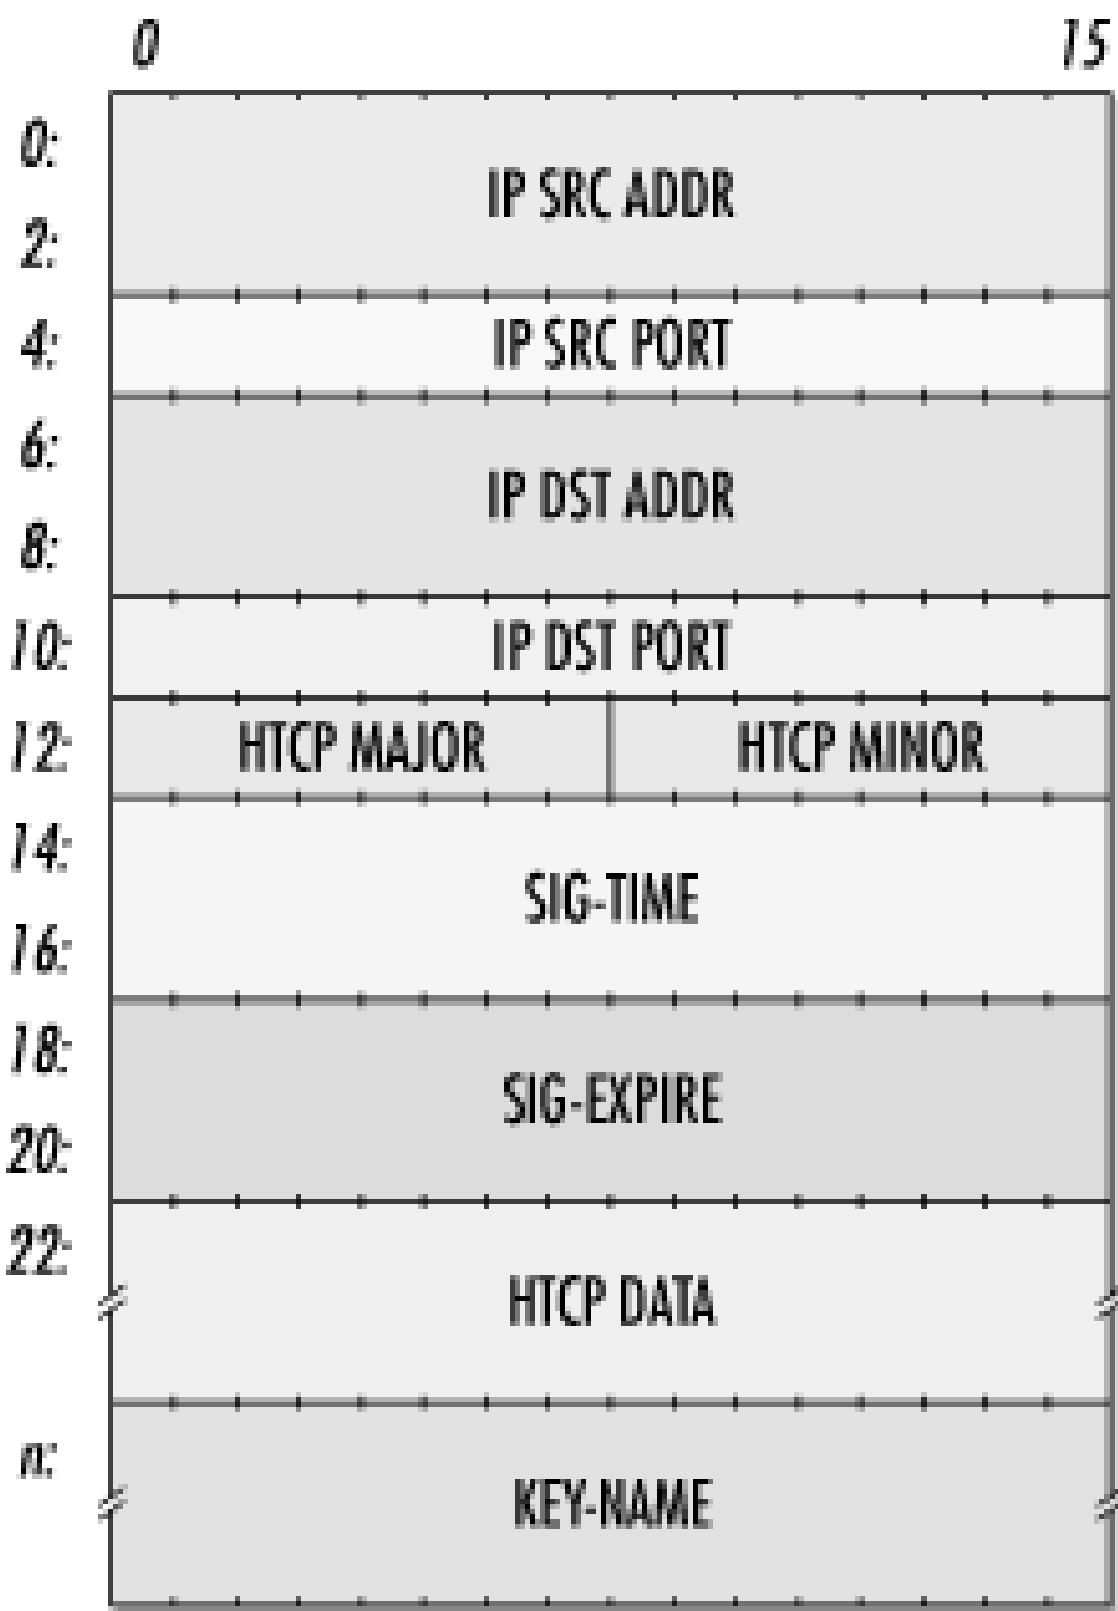 0 15
0:
IP SRC ADDR
2:
4: IP SRC PORT
6:
IP DST ADDR
8:
10: IP DST PORT
12: HTCP MAJOR HTCP MINOR
14:
SIG-TIME
16:
18:
SIG-EXPIRE
20:
22:
HTCP DATA
n:
KEY-NAME